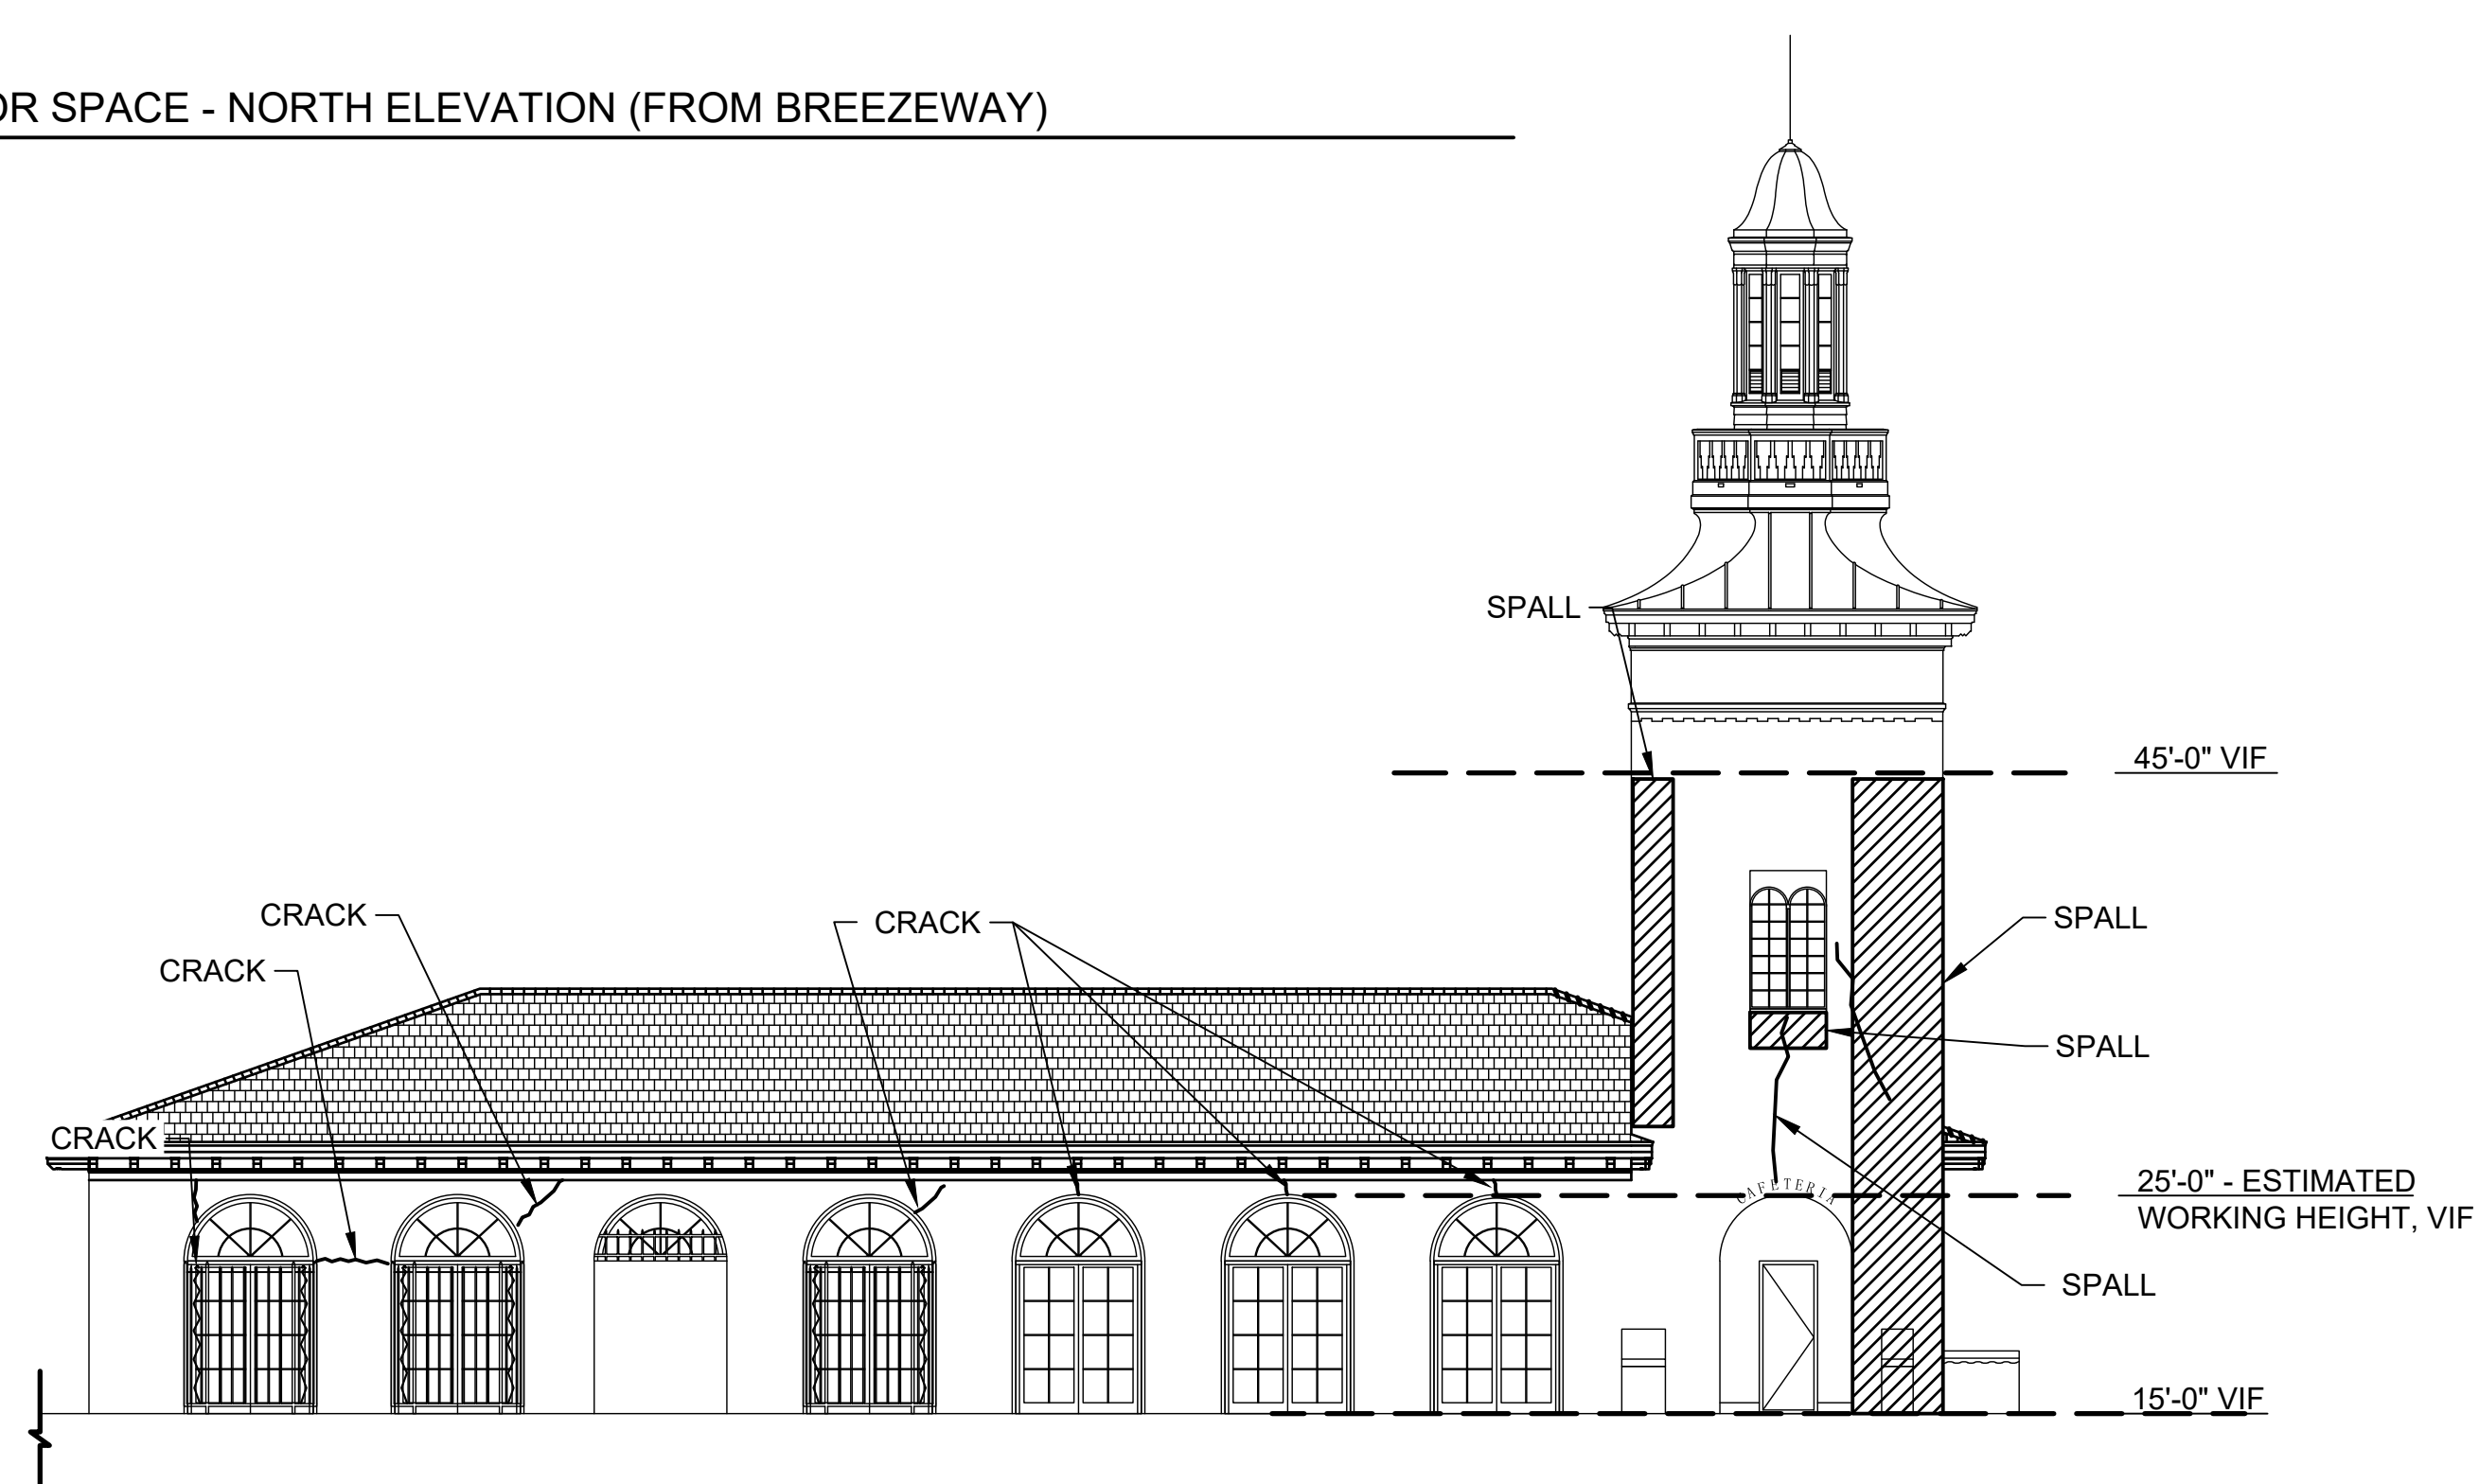 OR SPACE - NORTH ELEVATION (FROM BREEZEWAY)
SPALL
45'-0" VIF
CRACK
CRACK
SPALL
CRACK
SPALL
CRACK
25'-0" - ESTIMATED
WORKING HEIGHT, VIF
CAFETERIA
SPALL
15'-0" VIF